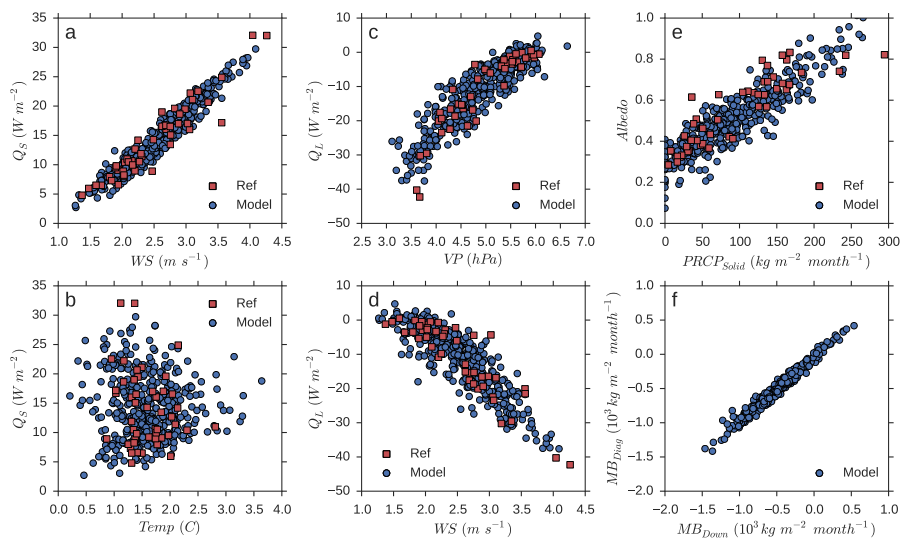 a
35
30
25
20
15
10
5
0
Q_S (W m^{-2})
Ref
Model
1.0 1.5 2.0 2.5 3.0 3.5 4.0 4.5
WS (m s^{-1})
c
10
0
−10
−20
−30
−40
−50
Q_L (W m^{-2})
Ref
Model
2.5 3.0 3.5 4.0 4.5 5.0 5.5 6.0 6.5 7.0
VP (hPa)
e
1.0
0.8
0.6
0.4
0.2
0.0
Albedo
Ref
Model
0 50 100 150 200 250 300
PRCP_{Solid} (kg m^{-2} month^{-1})
b
35
30
25
20
15
10
5
0
Q_S (W m^{-2})
Ref
Model
0.0 0.5 1.0 1.5 2.0 2.5 3.0 3.5 4.0
Temp (C)
d
10
0
−10
−20
−30
−40
−50
Q_L (W m^{-2})
Ref
Model
1.0 1.5 2.0 2.5 3.0 3.5 4.0 4.5
WS (m s^{-1})
f
1.0
0.5
0.0
−0.5
−1.0
−1.5
−2.0
MB_{Diag} (10^3 kg m^{-2} month^{-1})
Model
−2.0 −1.5 −1.0 −0.5 0.0 0.5 1.0
MB_{Down} (10^3 kg m^{-2} month^{-1})